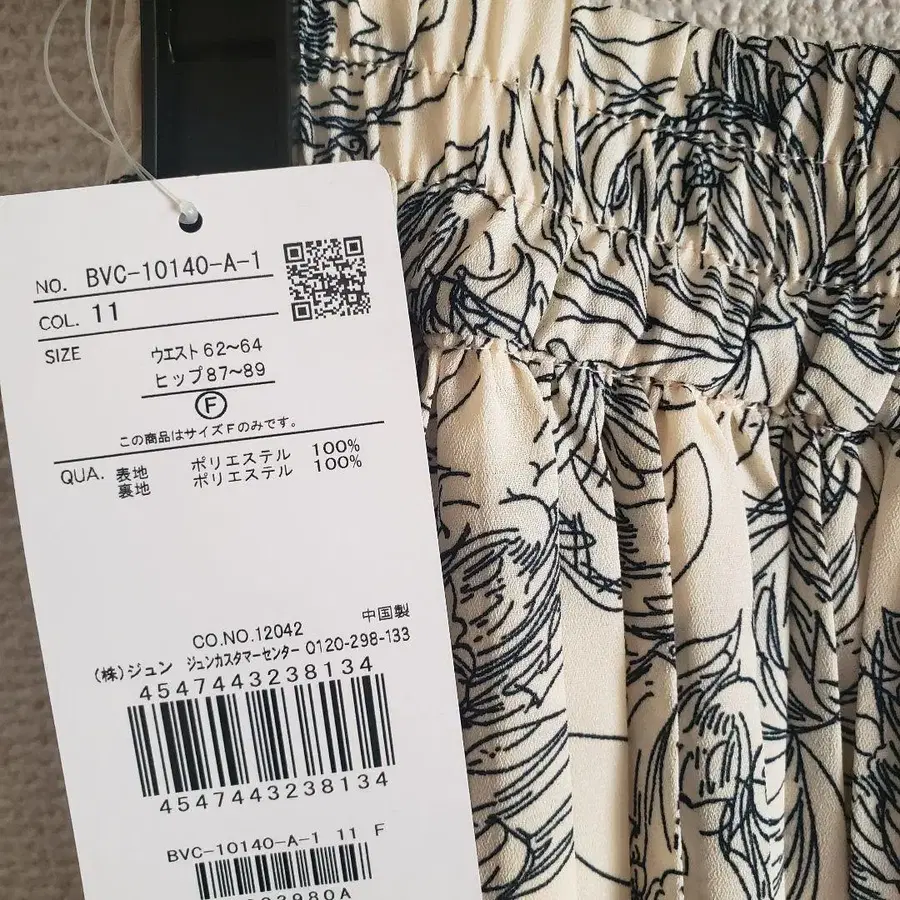 NO. BVC-10140-A-1
COL. 11
SIZE ウエスト 62〜64
ヒップ 87〜89
F
この商品はサイズFのみです。
QUA. 表地 ポリエステル 100%
裏地 ポリエステル 100%
中国製
CO.NO.12042
(株)ジュン ジュンカスタマーセンター 0120-298-133
4547443238134
4547443238134
BVC-10140-A-1 11 F